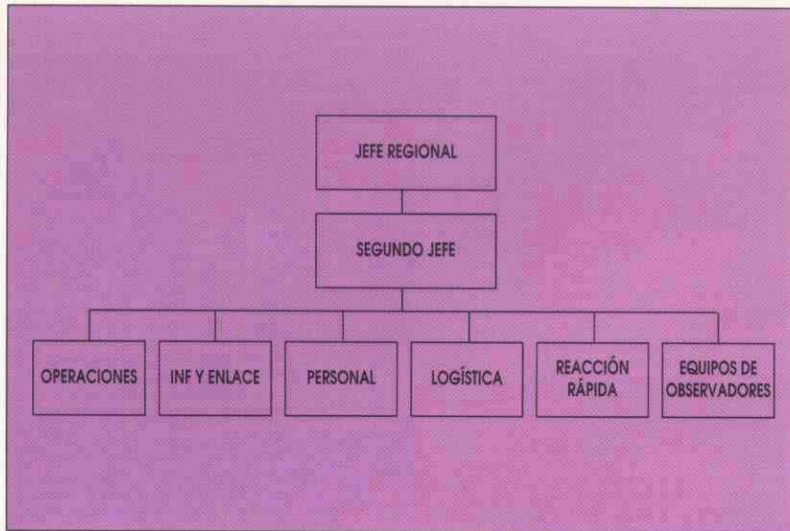 JEFE REGIONAL
SEGUNDO JEFE
OPERACIONES
INF Y ENLACE
PERSONAL
LOGÍSTICA
REACCIÓN
RÁPIDA
EQUIPOS DE
OBSERVADORES